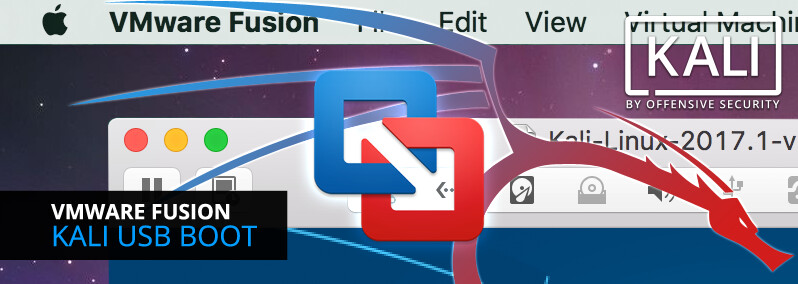 VMware Fusion File Edit View Virtual Machin
KALI
BY OFFENSIVE SECURITY
Kali-Linux-2017.1-v
VMWARE FUSION
KALI USB BOOT